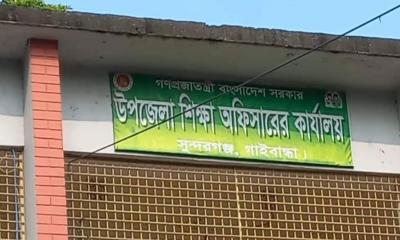 গণপ্রজাতন্ত্রী বাংলাদেশ সরকার
উপজেলা শিক্ষা অফিসারের কার্যালয়
সুন্দরগঞ্জ, গাইবান্ধা।